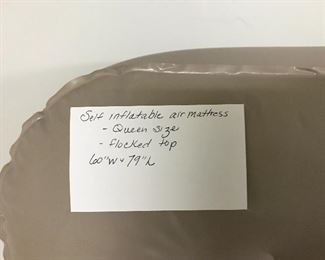 Self inflatable air mattress
- Queen size
- flocked top
60"W x 79"L